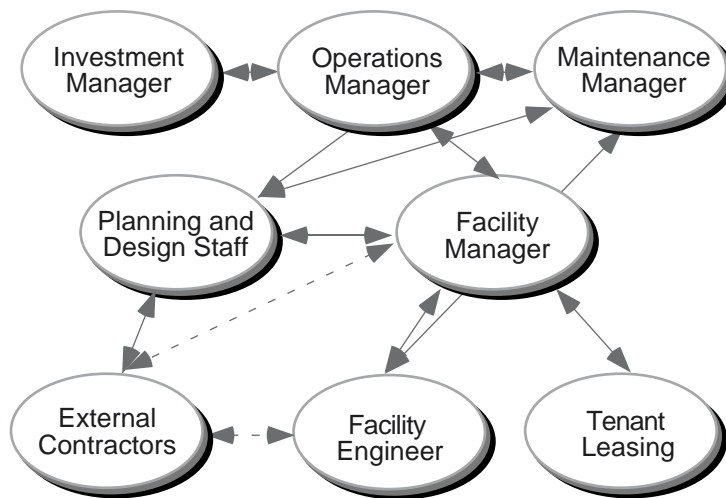 Investment
Manager
Operations
Manager
Maintenance
Manager
Planning and
Design Staff
Facility
Manager
External
Contractors
Facility
Engineer
Tenant
Leasing